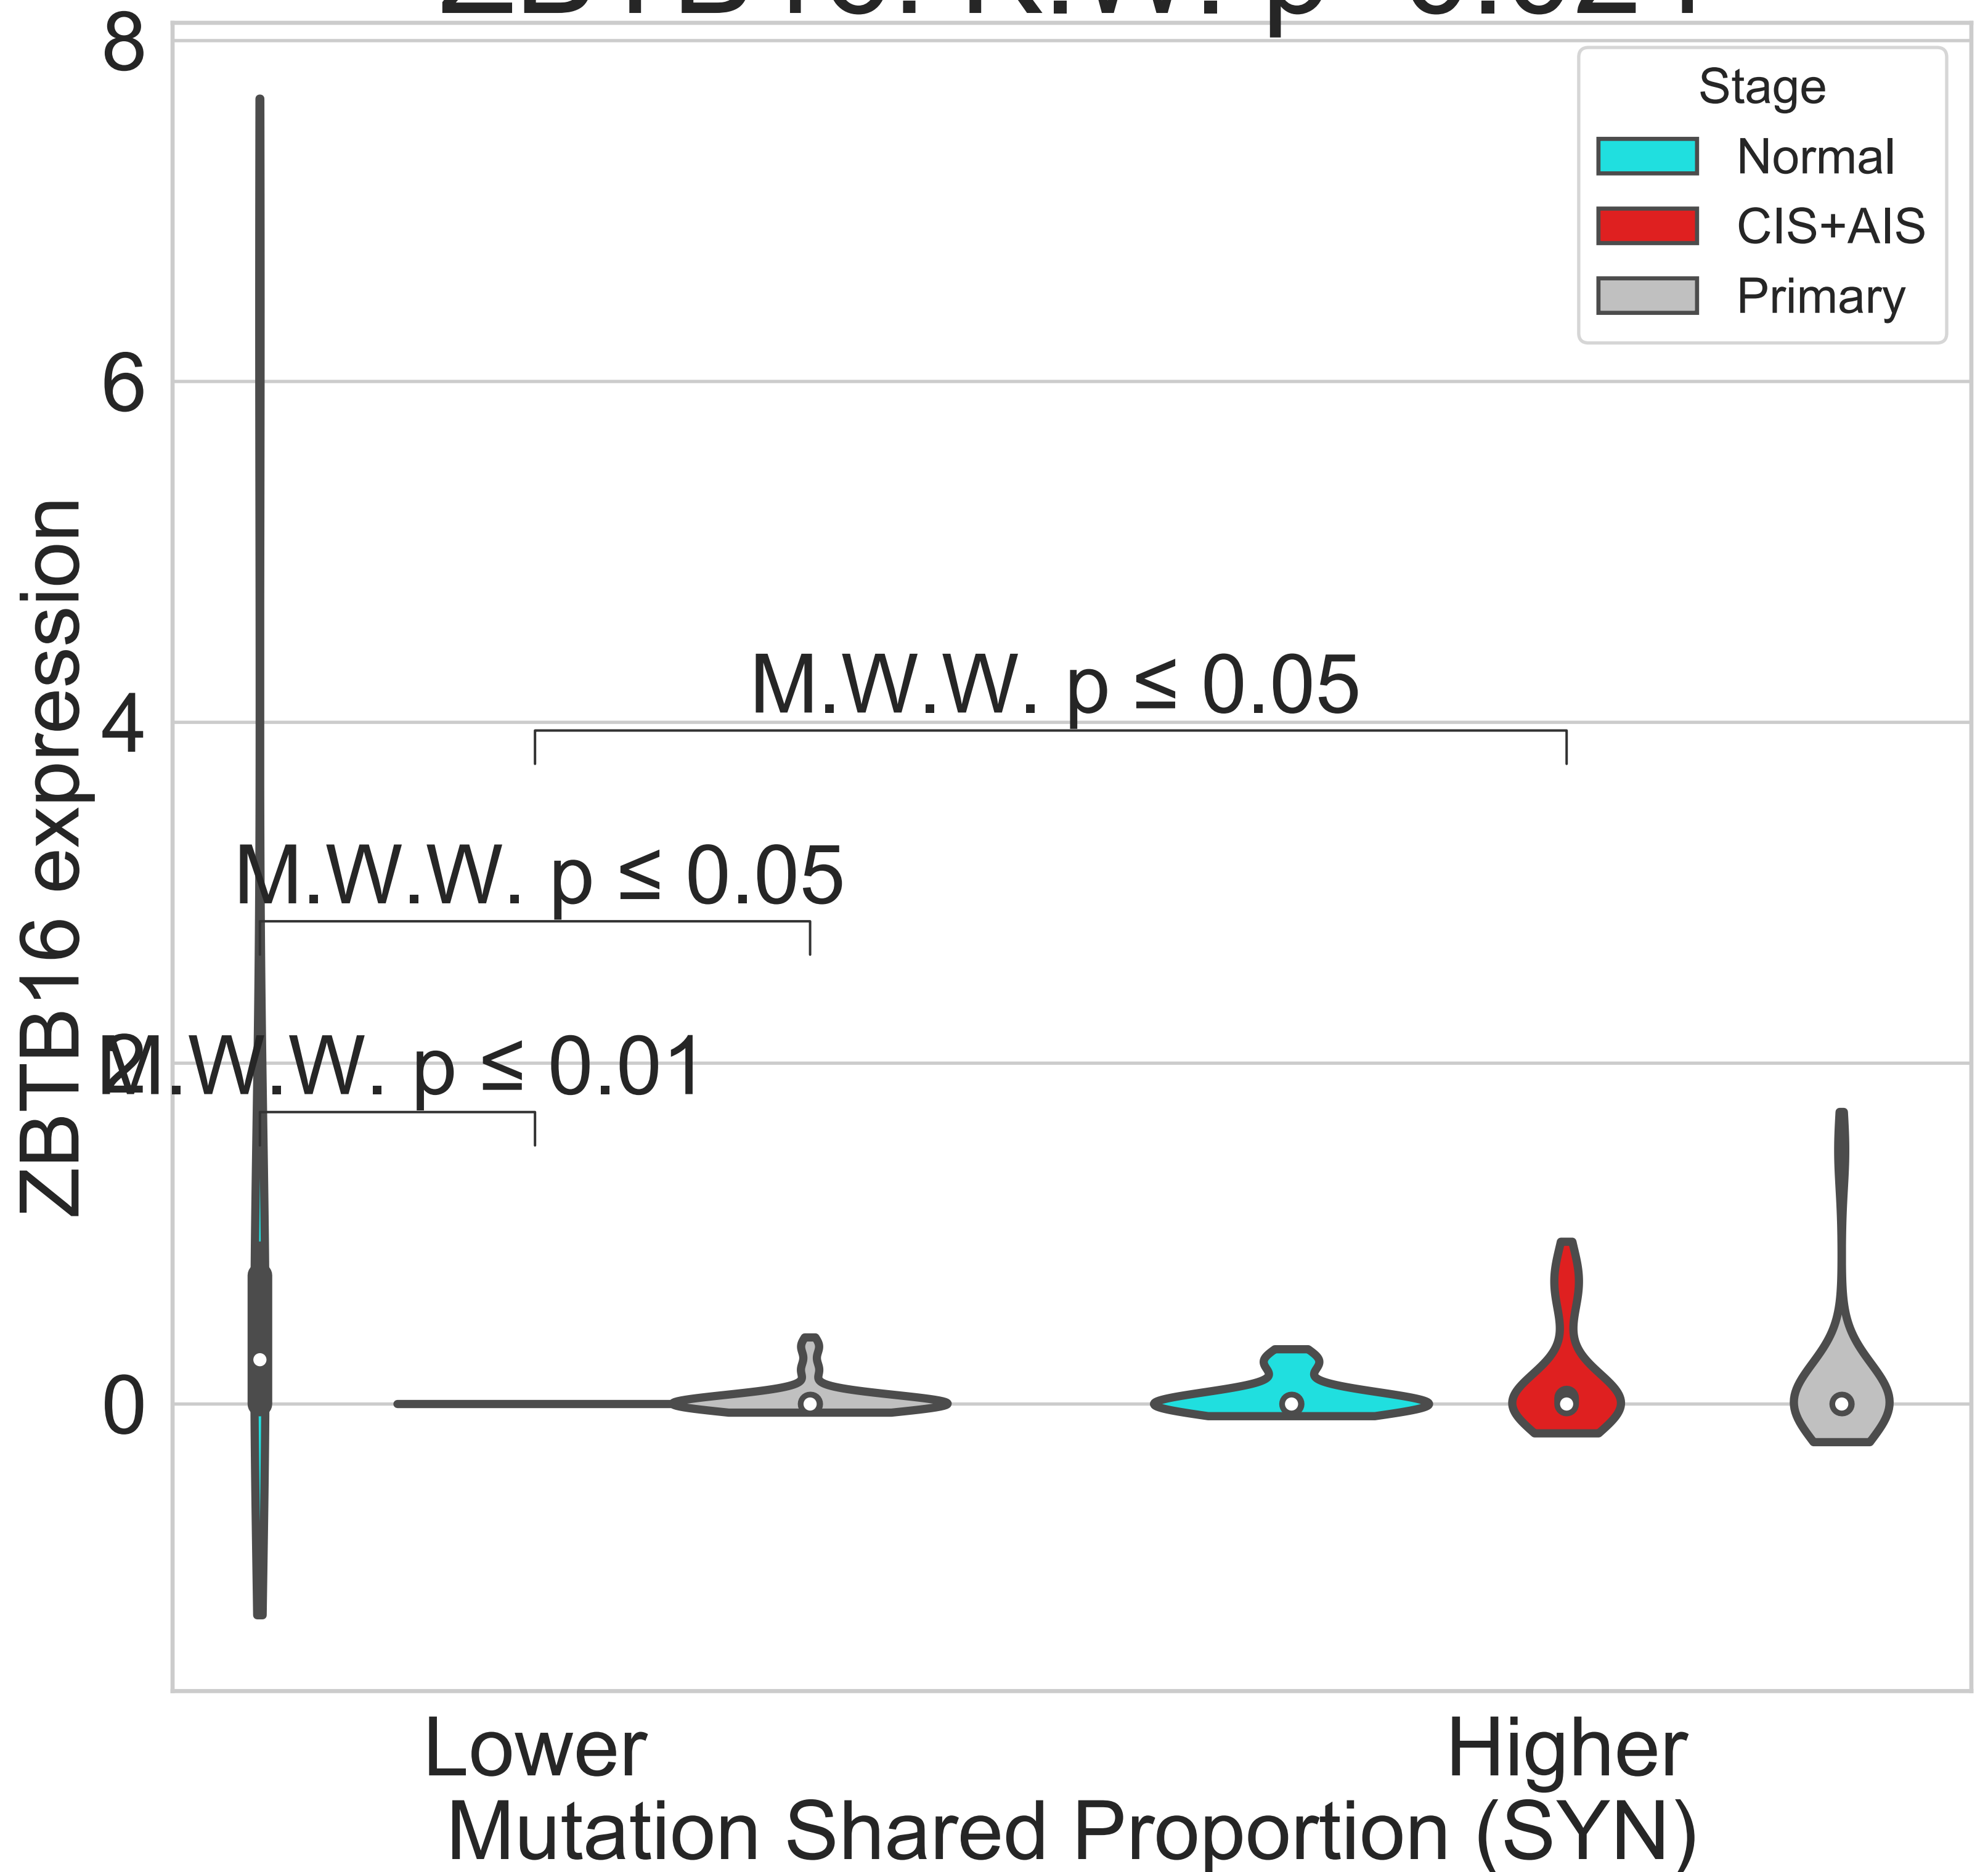 8
Stage
Normal
CIS+AIS
Primary
6
4
M.W.W. p ≤ 0.05
M.W.W. p ≤ 0.05
2
M.W.W. p ≤ 0.01
0
ZBTB16 expression
Lower
Higher
Mutation Shared Proportion (SYN)